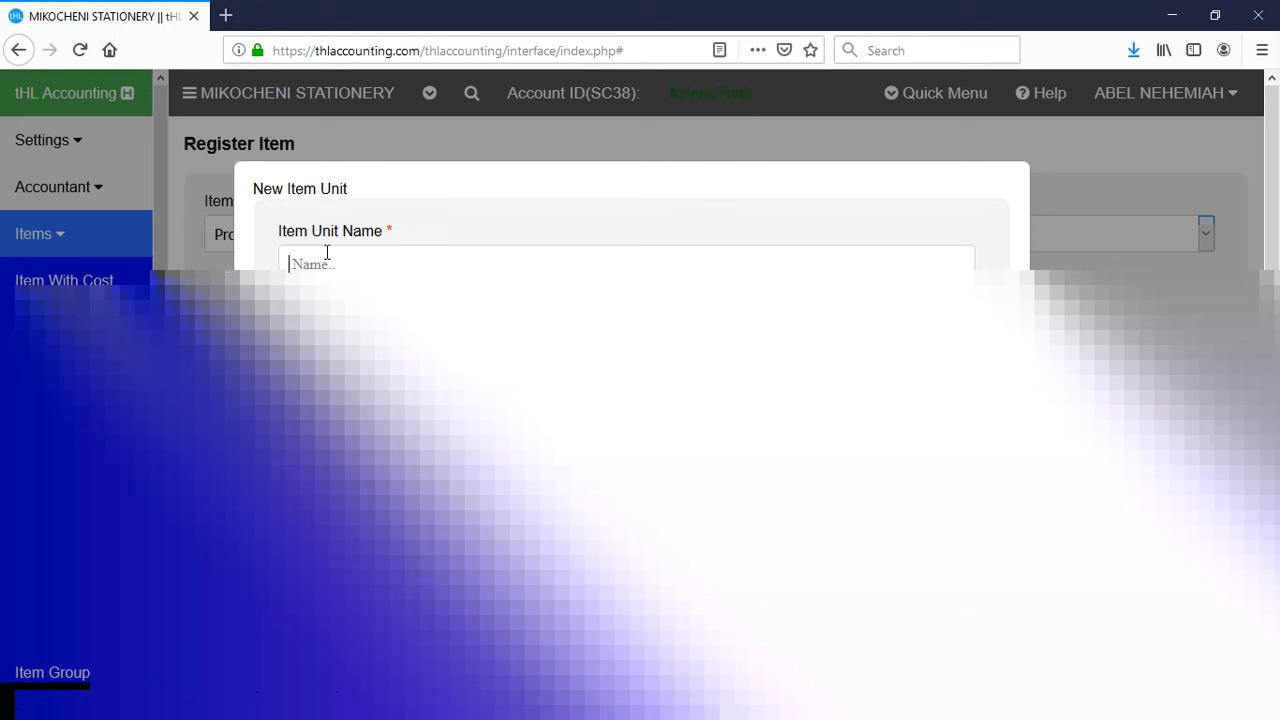 MIKOCHENI STATIONERY || tHL
https://thlaccounting.com/thlaccounting/interface/index.php#
Search
tHL Accounting
MIKOCHENI STATIONERY
Account ID(SC38):
Quick Menu
Help
ABEL NEHEMIAH
Settings
Accountant
Items
Item With Cost
Item Group
Register Item
Item
Pro
New Item Unit
Item Unit Name *
Name..